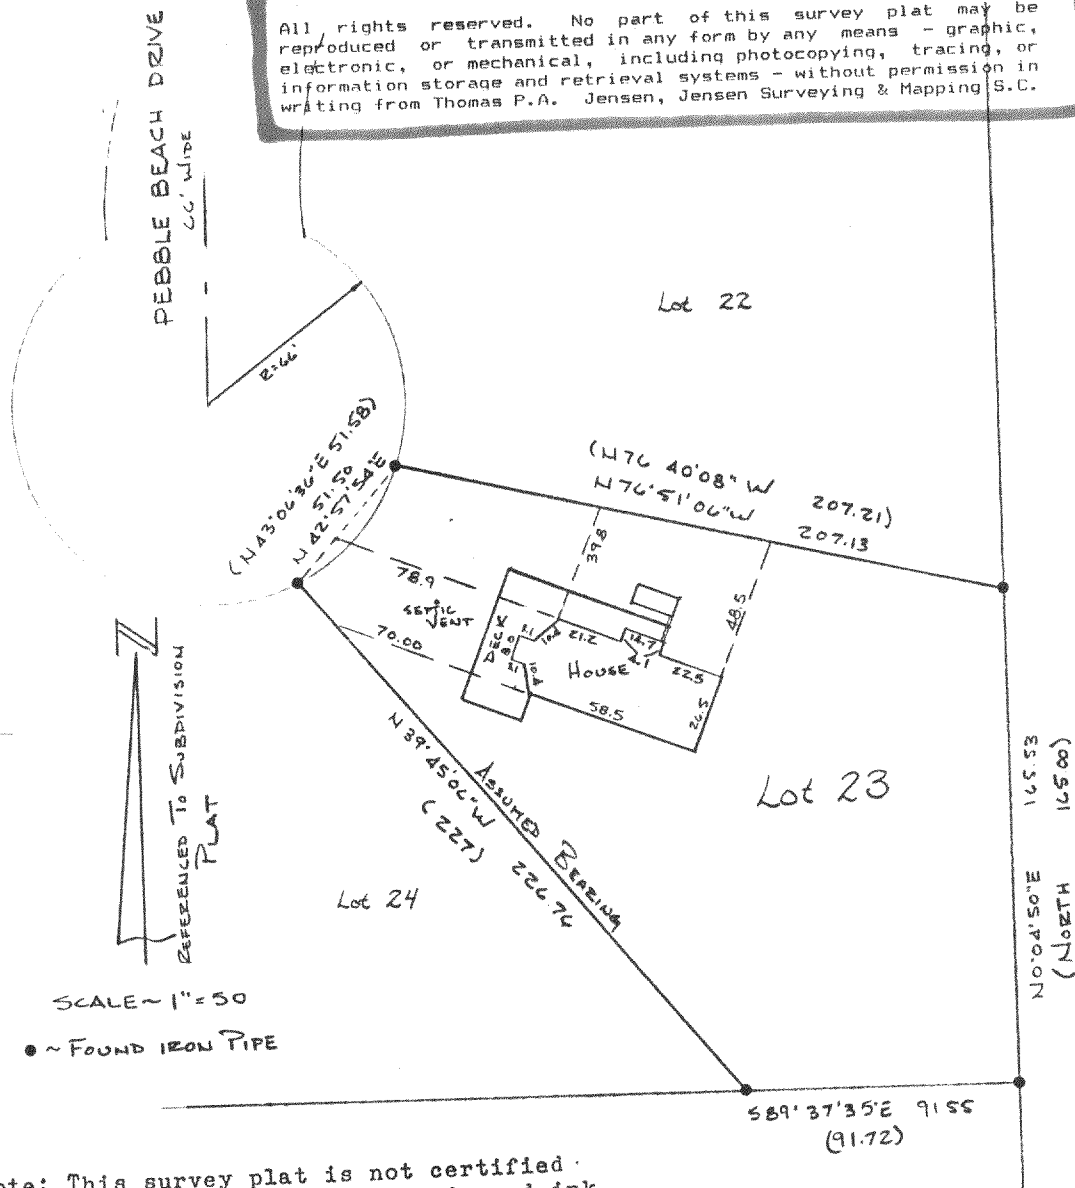 All rights reserved. No part of this survey plat may be
reproduced or transmitted in any form by any means - graphic,
electronic, or mechanical, including photocopying, tracing, or
information storage and retrieval systems - without permission in
writing from Thomas P.A. Jensen, Jensen Surveying & Mapping S.C.
PEBBLE BEACH DRIVE
66' WIDE
Lot 22
R=66'
(N43°06'36"E 51.58)
51.50
N42°57'54"E
(N76 40'08" W 207.21)
N76°51'06"W 207.13
39.8
48.5
78.9
SEPTIC
VENT
70.00
DECK
8.0
21.2
14.7
HOUSE
22.5
58.5
26.5
N39°45'06"W
(227) 226.76
ASSUMED BEARING
Lot 23
165.53
N0°04'50"E
(NORTH 165.00)
Lot 24
REFERENCED TO SUBDIVISION
PLAT
SCALE ~ 1" = 50
● ~ FOUND IRON PIPE
S89°37'35"E 91.55
(91.72)
Note: This survey plat is not certified